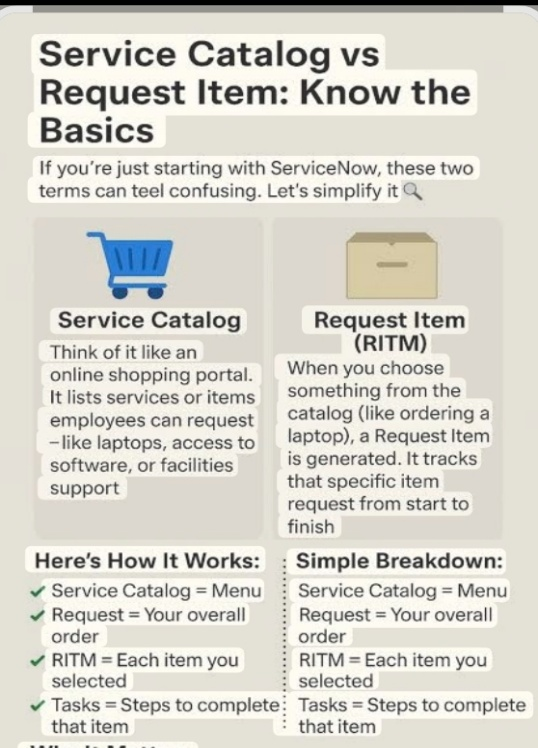 Service Catalog vs
Request Item: Know the
Basics
If you’re just starting with ServiceNow, these two
terms can teel confusing. Let’s simplify it
Service Catalog
Think of it like an
online shopping portal.
It lists services or items
employees can request
–like laptops, access to
software, or facilities
support
Request Item
(RITM)
When you choose
something from the
catalog (like ordering a
laptop), a Request Item
is generated. It tracks
that specific item
request from start to
finish
Here’s How It Works:
Service Catalog = Menu
Request = Your overall
order
RITM = Each item you
selected
Tasks = Steps to complete
that item
Simple Breakdown:
Service Catalog = Menu
Request = Your overall
order
RITM = Each item you
selected
Tasks = Steps to complete
that item